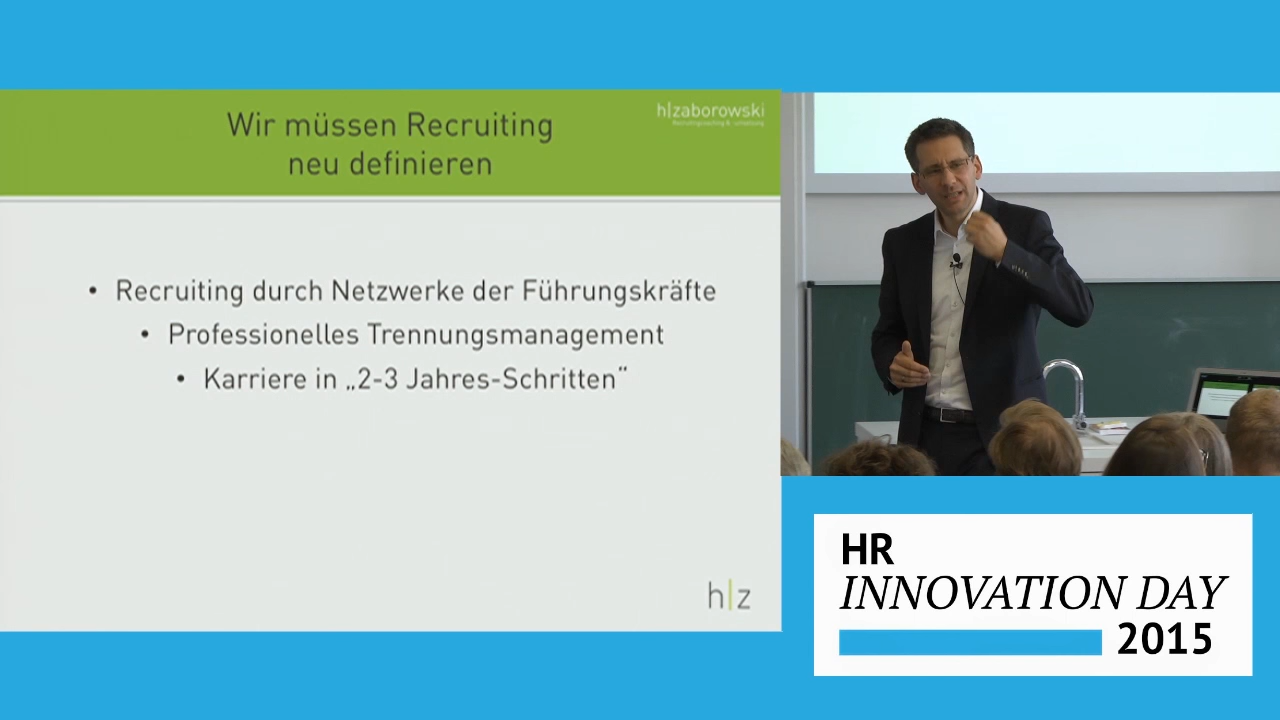 Wir müssen Recruiting
neu definieren
h|zaborowski
• Recruiting durch Netzwerke der Führungskräfte
• Professionelles Trennungsmanagement
• Karriere in „2-3 Jahres-Schritten“
h|z
HR
INNOVATION DAY
2015